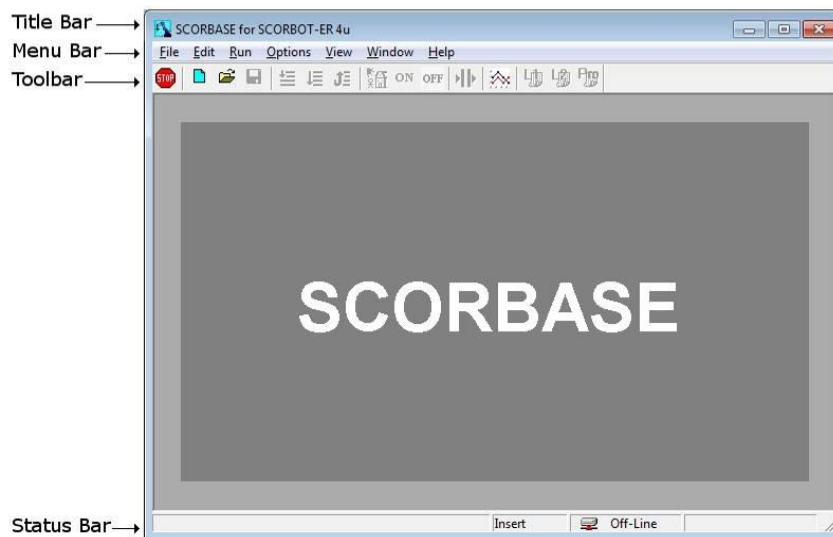 Title Bar
SCORBASE for SCORBOT-ER 4u
Menu Bar
File Edit Run Options View Window Help
Toolbar
STOP ON OFF
SCORBASE
Status Bar
Insert Off-Line